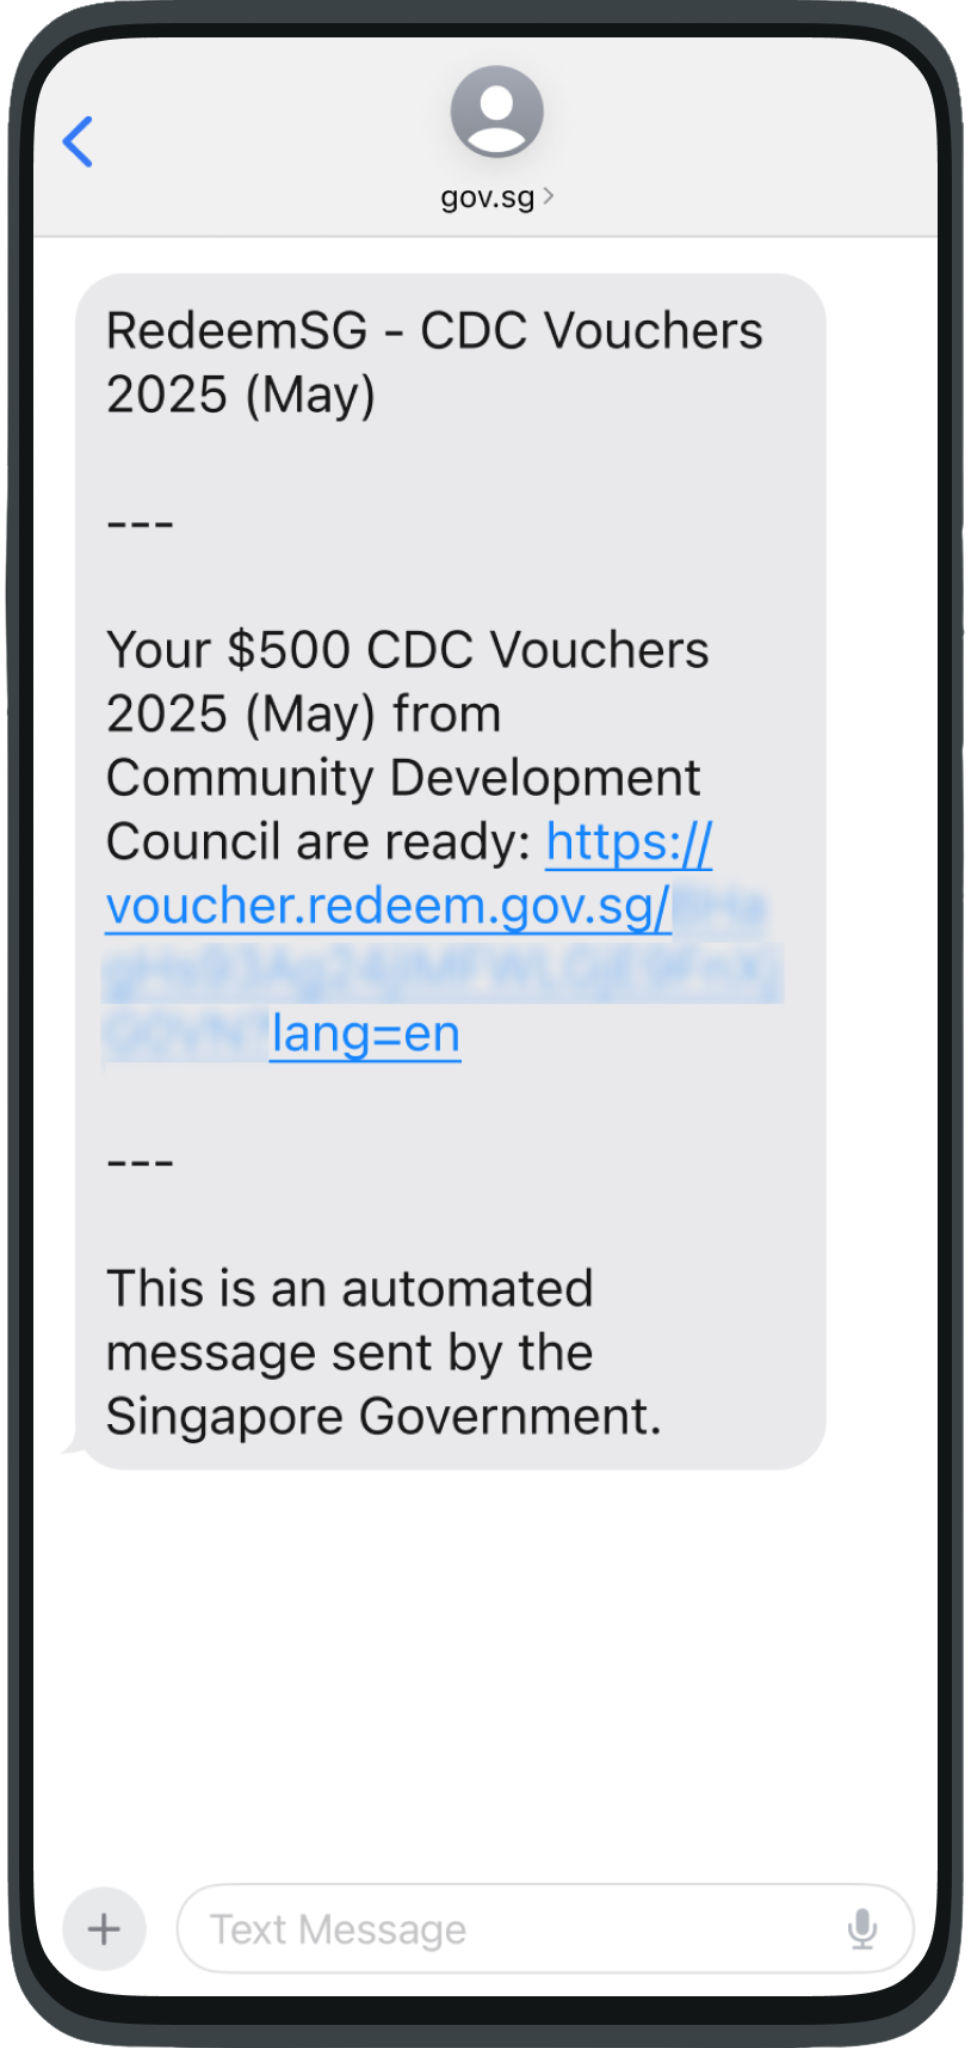 gov.sg
RedeemSG - CDC Vouchers
2025 (May)
---
Your $500 CDC Vouchers
2025 (May) from
Community Development
Council are ready: https://
voucher.redeem.gov.sg/
lang=en
---
This is an automated
message sent by the
Singapore Government.
Text Message